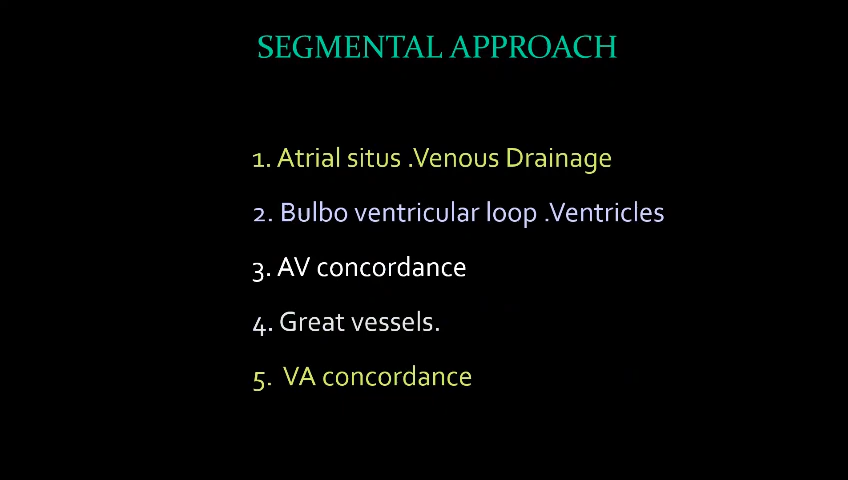 SEGMENTAL APPROACH
1. Atrial situs .Venous Drainage
2. Bulbo ventricular loop .Ventricles
3. AV concordance
4. Great vessels.
5. VA concordance